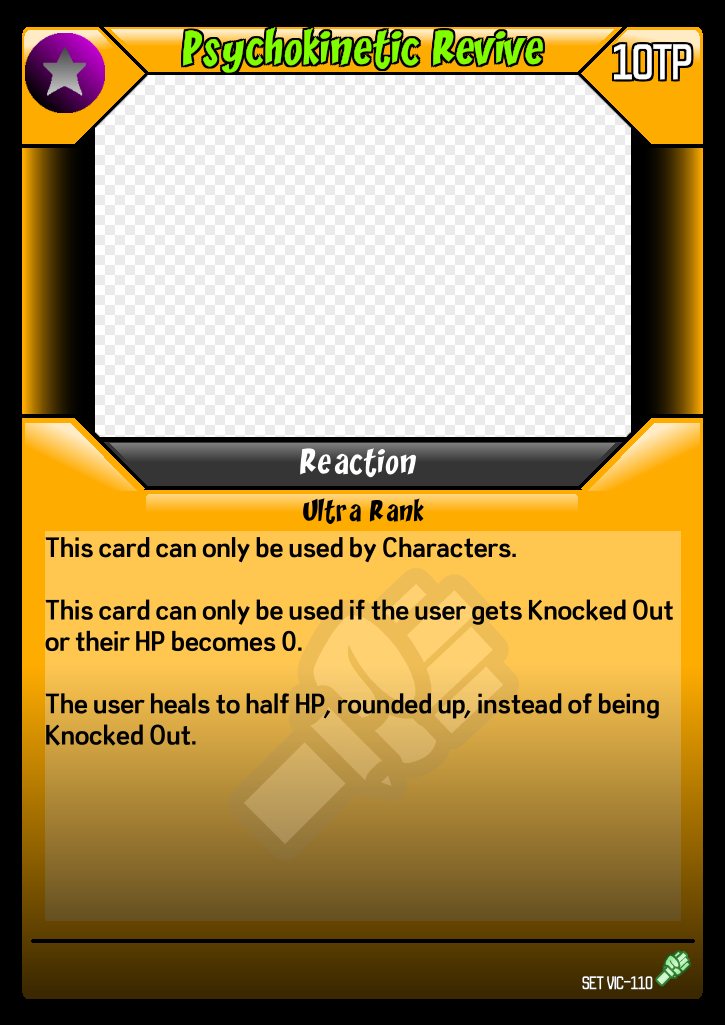 Psychokinetic Revive
10TP
Reaction
Ultra Rank
This card can only be used by Characters.
This card can only be used if the user gets Knocked Out
or their HP becomes 0.
The user heals to half HP, rounded up, instead of being
Knocked Out.
SET VIC-110